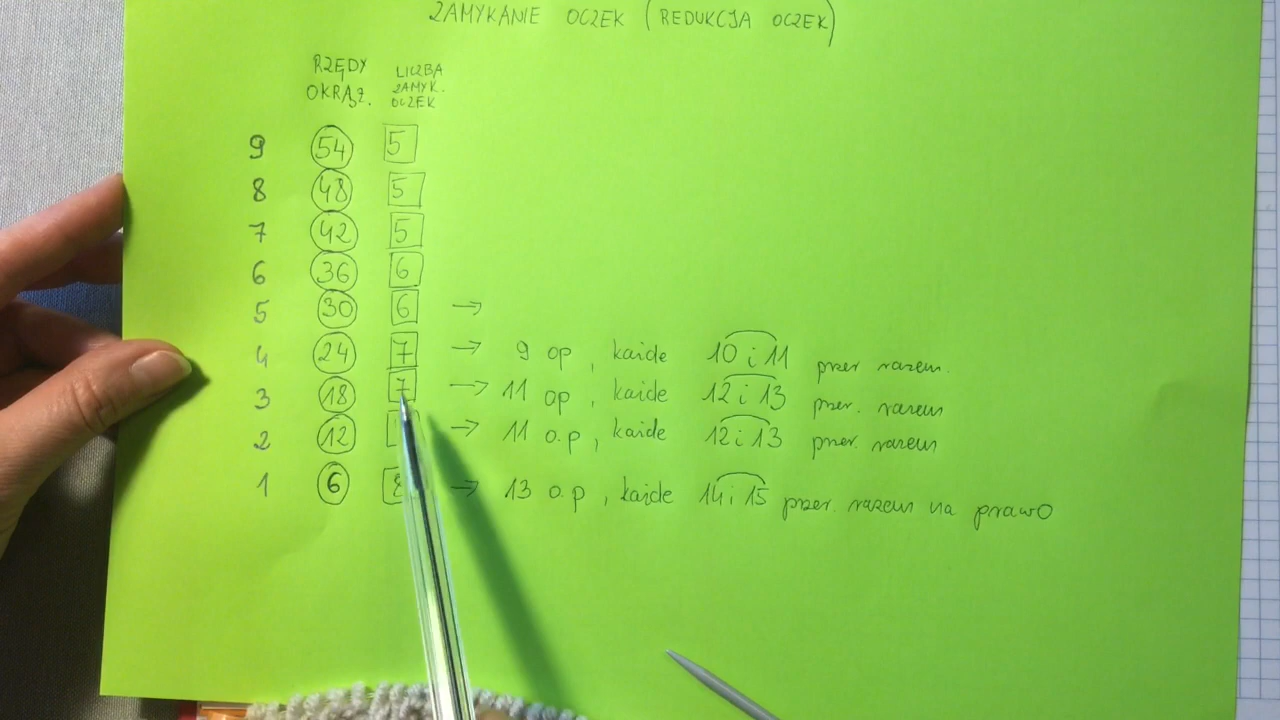 ZAMYKANIE OCZEK (REDUKCJA OCZEK)
RZĘDY OKRĄŻ.
LICZBA ZAMYK. OCZEK
9 54 5
8 48 5
7 42 5
6 36 6
5 30 6 →
4 24 7 → 9 op, każde 10 i 11 przer razem.
3 18 7 → 11 op, każde 12 i 13 przer. razem
2 12 → 11 o.p, każde 12 i 13 przer. razem
1 6 8 → 13 o.p, każde 14 i 15 przer. razem na prawo